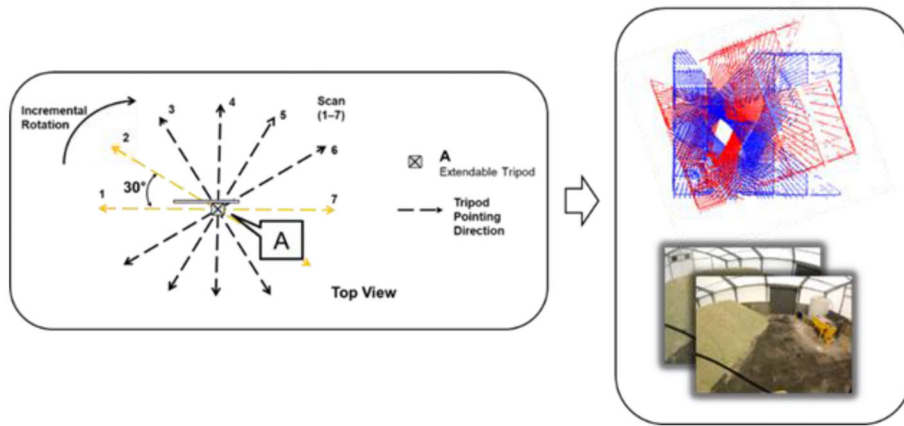 Incremental
Rotation
1
2
3
4
5
6
7
30°
Scan
(1–7)
A
Extendable Tripod
Tripod
Pointing
Direction
A
Top View